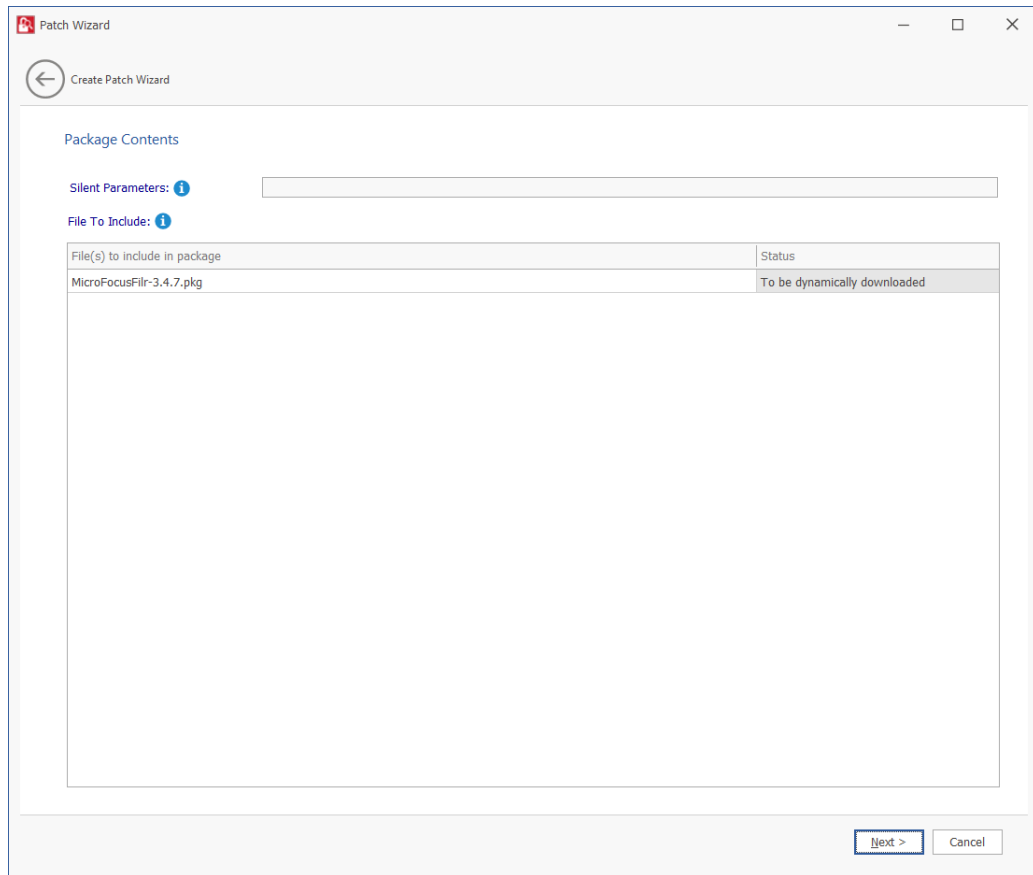 Patch Wizard
Create Patch Wizard
Package Contents
Silent Parameters:
File To Include:
File(s) to include in package Status
MicroFocusFilr-3.4.7.pkg To be dynamically downloaded
Next > Cancel